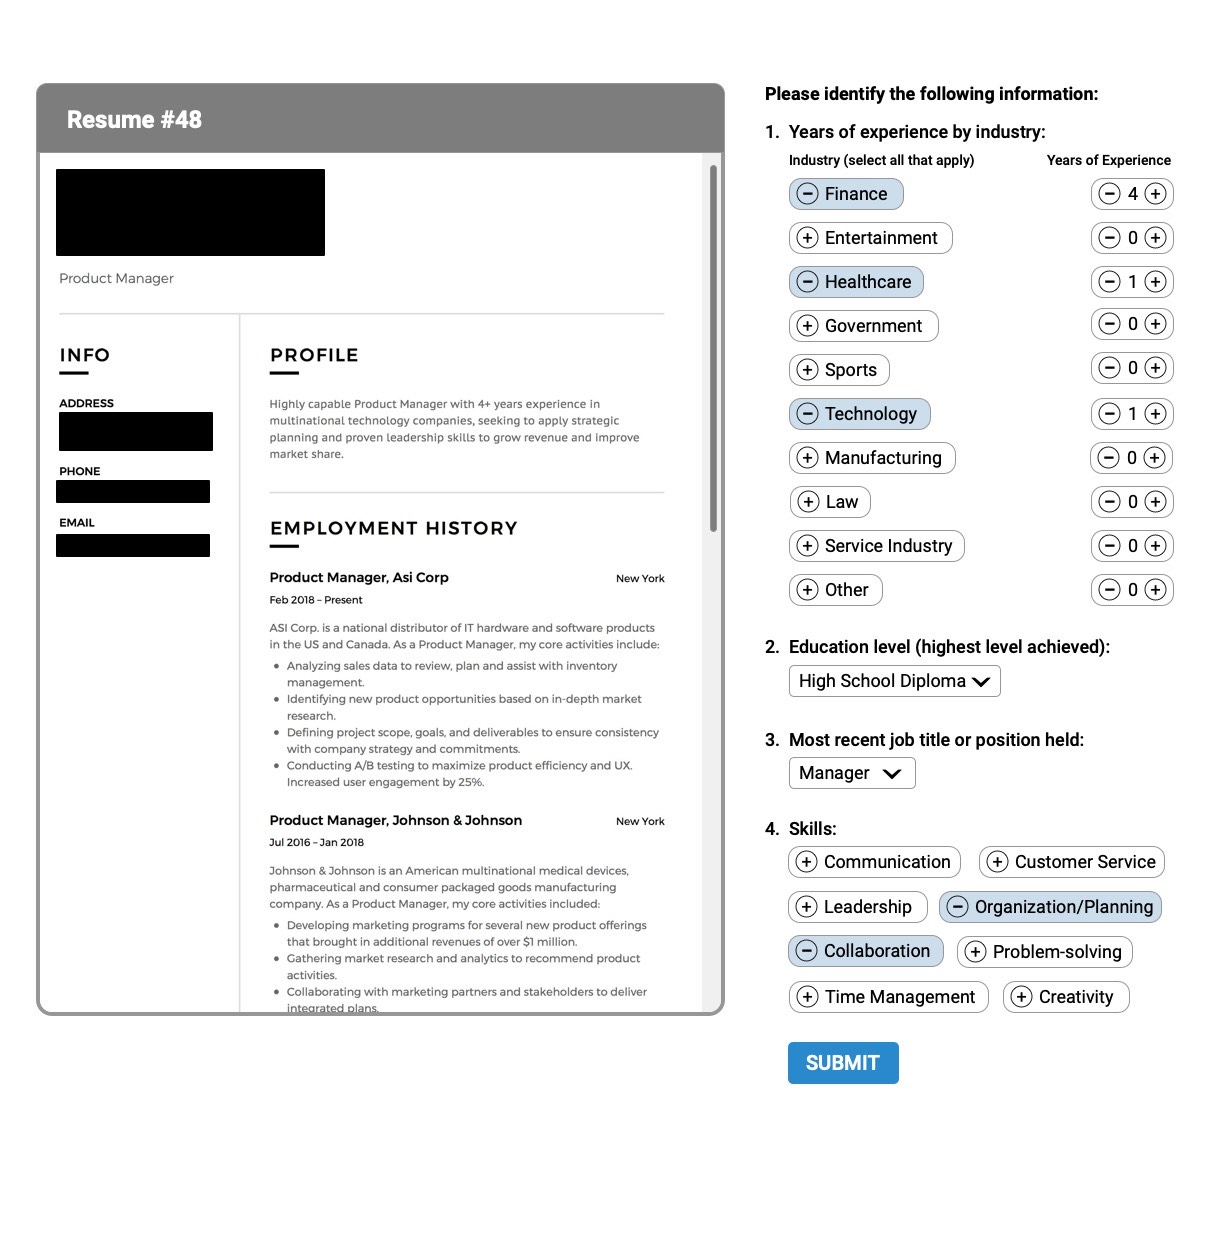 Resume #48
Product Manager
INFO
ADDRESS
PHONE
EMAIL
PROFILE
Highly capable Product Manager with 4+ years experience in
multinational technology companies, seeking to apply strategic
planning and proven leadership skills to grow revenue and improve
market share.
EMPLOYMENT HISTORY
Product Manager, Asi Corp New York
Feb 2018 – Present
ASI Corp. is a national distributor of IT hardware and software products
in the US and Canada. As a Product Manager, my core activities include:
• Analyzing sales data to review, plan and assist with inventory
management.
• Identifying new product opportunities based on in-depth market
research.
• Defining project scope, goals, and deliverables to ensure consistency
with company strategy and commitments.
• Conducting A/B testing to maximize product efficiency and UX.
Increased user engagement by 25%.
Product Manager, Johnson & Johnson New York
Jul 2016 – Jan 2018
Johnson & Johnson is an American multinational medical devices,
pharmaceutical and consumer packaged goods manufacturing
company. As a Product Manager, my core activities included:
• Developing marketing programs for several new product offerings
that brought in additional revenues of over $1 million.
• Gathering market research and analytics to recommend product
activities.
• Collaborating with marketing partners and stakeholders to deliver
integrated plans.
Please identify the following information:
1. Years of experience by industry:
Industry (select all that apply) Years of Experience
Finance 4
Entertainment 0
Healthcare 1
Government 0
Sports 0
Technology 1
Manufacturing 0
Law 0
Service Industry 0
Other 0
2. Education level (highest level achieved):
High School Diploma
3. Most recent job title or position held:
Manager
4. Skills:
Communication Customer Service
Leadership Organization/Planning
Collaboration Problem-solving
Time Management Creativity
SUBMIT